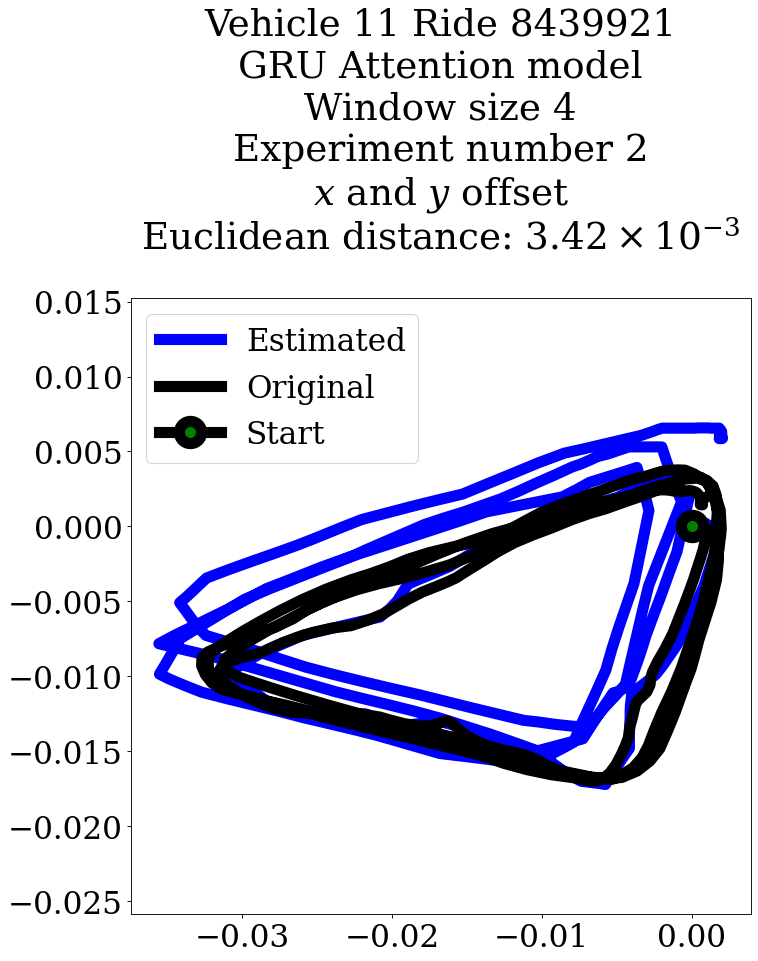 Vehicle 11 Ride 8439921
GRU Attention model
Window size 4
Experiment number 2
x and y offset
Euclidean distance: 3.42 × 10⁻³
0.015
0.010
0.005
0.000
−0.005
−0.010
−0.015
−0.020
−0.025
Estimated
Original
Start
−0.03 −0.02 −0.01 0.00